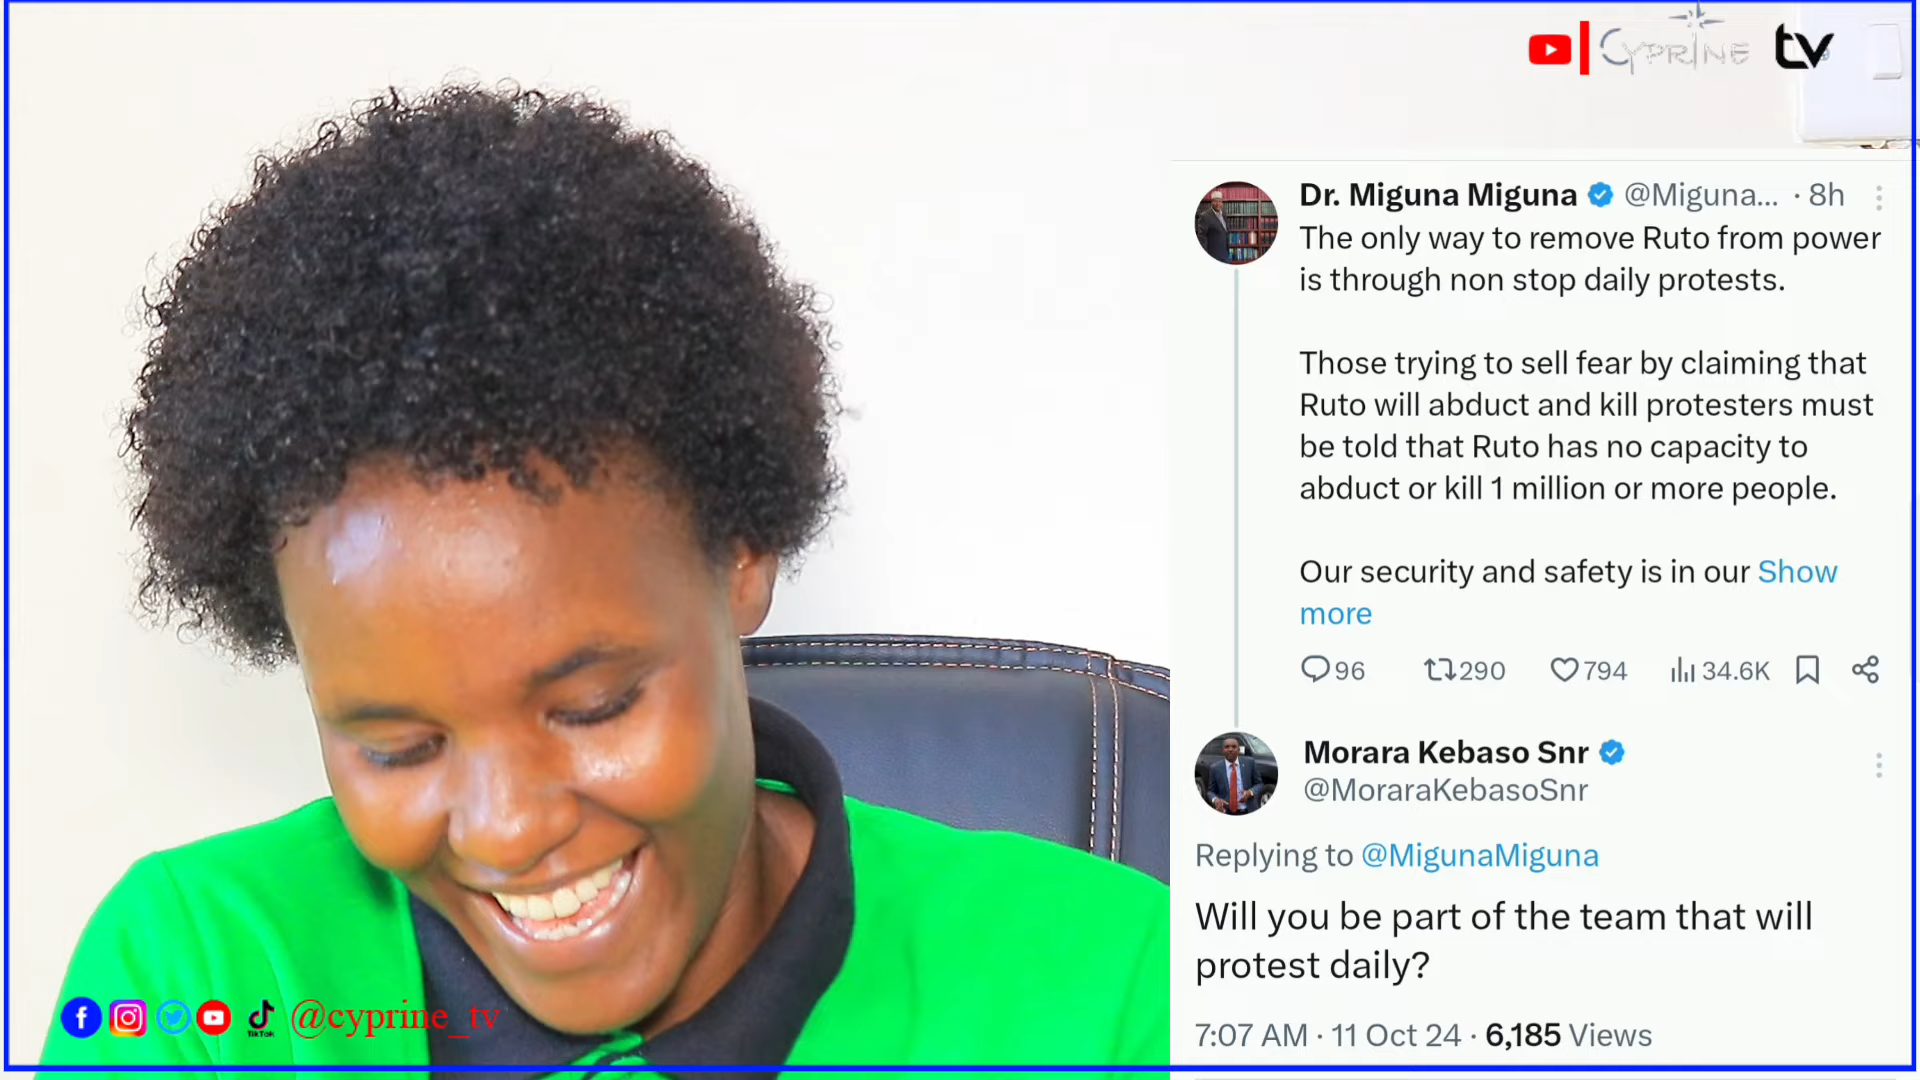 CYPRINE tv
Dr. Miguna Miguna @Miguna... · 8h
The only way to remove Ruto from power
is through non stop daily protests.
Those trying to sell fear by claiming that
Ruto will abduct and kill protesters must
be told that Ruto has no capacity to
abduct or kill 1 million or more people.
Our security and safety is in our Show
more
96 290 794 34.6K
Morara Kebaso Snr
@MoraraKebasoSnr
Replying to @MigunaMiguna
Will you be part of the team that will
protest daily?
7:07 AM · 11 Oct 24 · 6,185 Views
TikTok @cyprine_tv